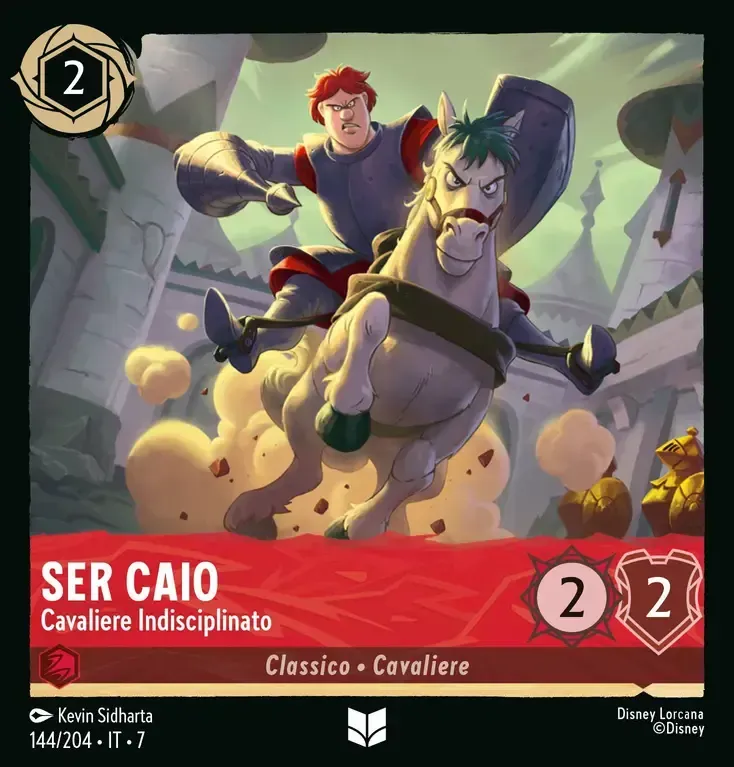 2
SER CAIO
Cavaliere Indisciplinato
2
2
Classico • Cavaliere
Kevin Sidharta
144/204 • IT • 7
Disney Lorcana
©Disney